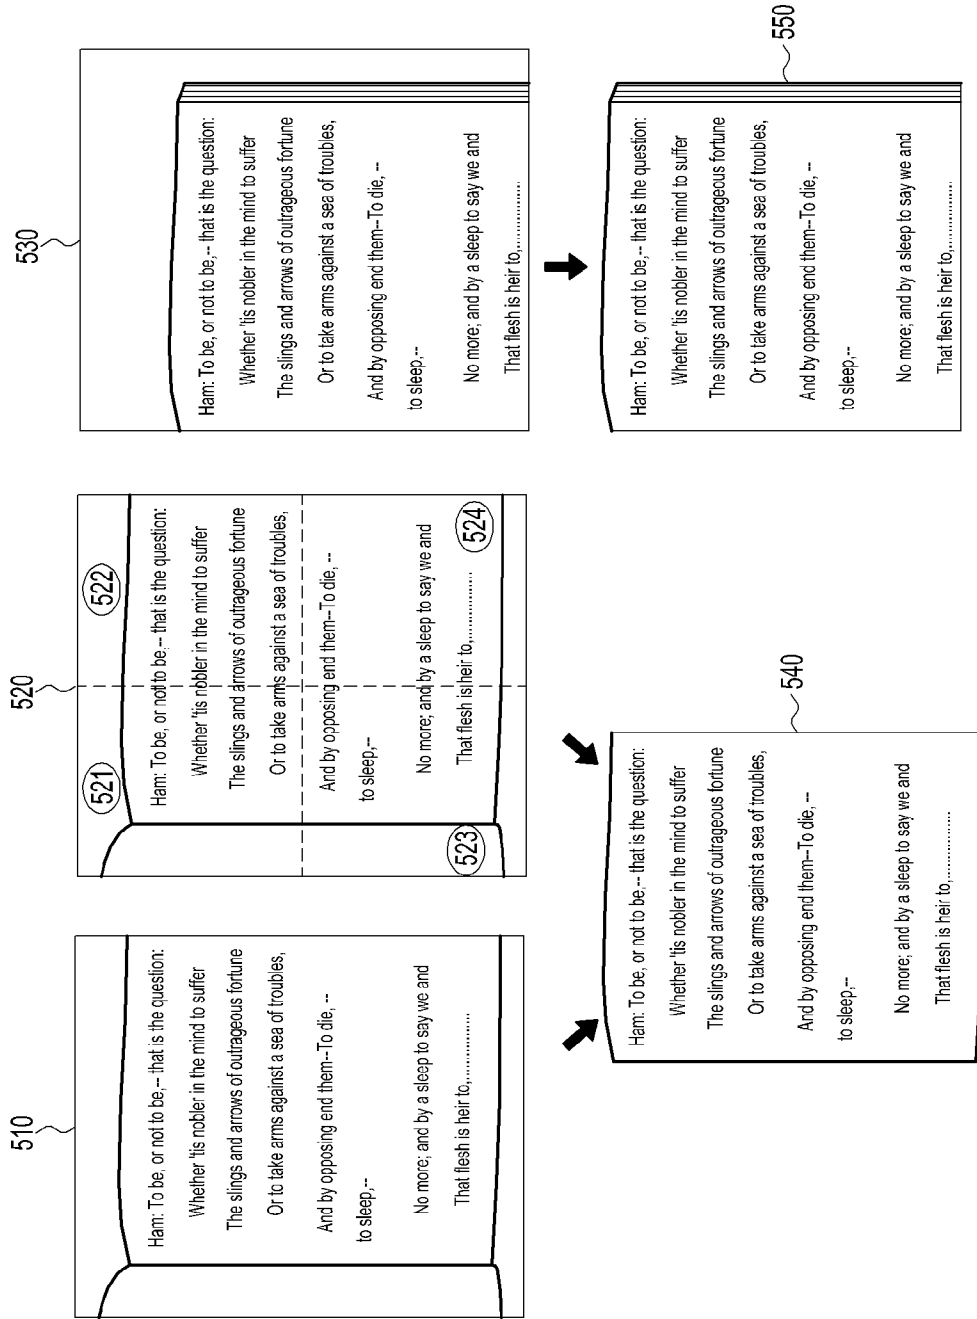 510
Ham: To be, or not to be,-- that is the question:
Whether 'tis nobler in the mind to suffer
The slings and arrows of outrageous fortune
Or to take arms against a sea of troubles,
And by opposing end them--To die, --
to sleep,--
No more; and by a sleep to say we and
That flesh is heir to,..................
520
521
522
Ham: To be, or not to be,-- that is the question:
Whether 'tis nobler in the mind to suffer
The slings and arrows of outrageous fortune
Or to take arms against a sea of troubles,
And by opposing end them--To die, --
to sleep,--
No more; and by a sleep to say we and
That flesh is heir to,..................
523
524
530
Ham: To be, or not to be,-- that is the question:
Whether 'tis nobler in the mind to suffer
The slings and arrows of outrageous fortune
Or to take arms against a sea of troubles,
And by opposing end them--To die, --
to sleep,--
No more; and by a sleep to say we and
That flesh is heir to,..................
540
Ham: To be, or not to be,-- that is the question:
Whether 'tis nobler in the mind to suffer
The slings and arrows of outrageous fortune
Or to take arms against a sea of troubles,
And by opposing end them--To die, --
to sleep,--
No more; and by a sleep to say we and
That flesh is heir to,..................
550
Ham: To be, or not to be,-- that is the question:
Whether 'tis nobler in the mind to suffer
The slings and arrows of outrageous fortune
Or to take arms against a sea of troubles,
And by opposing end them--To die, --
to sleep,--
No more; and by a sleep to say we and
That flesh is heir to,..................